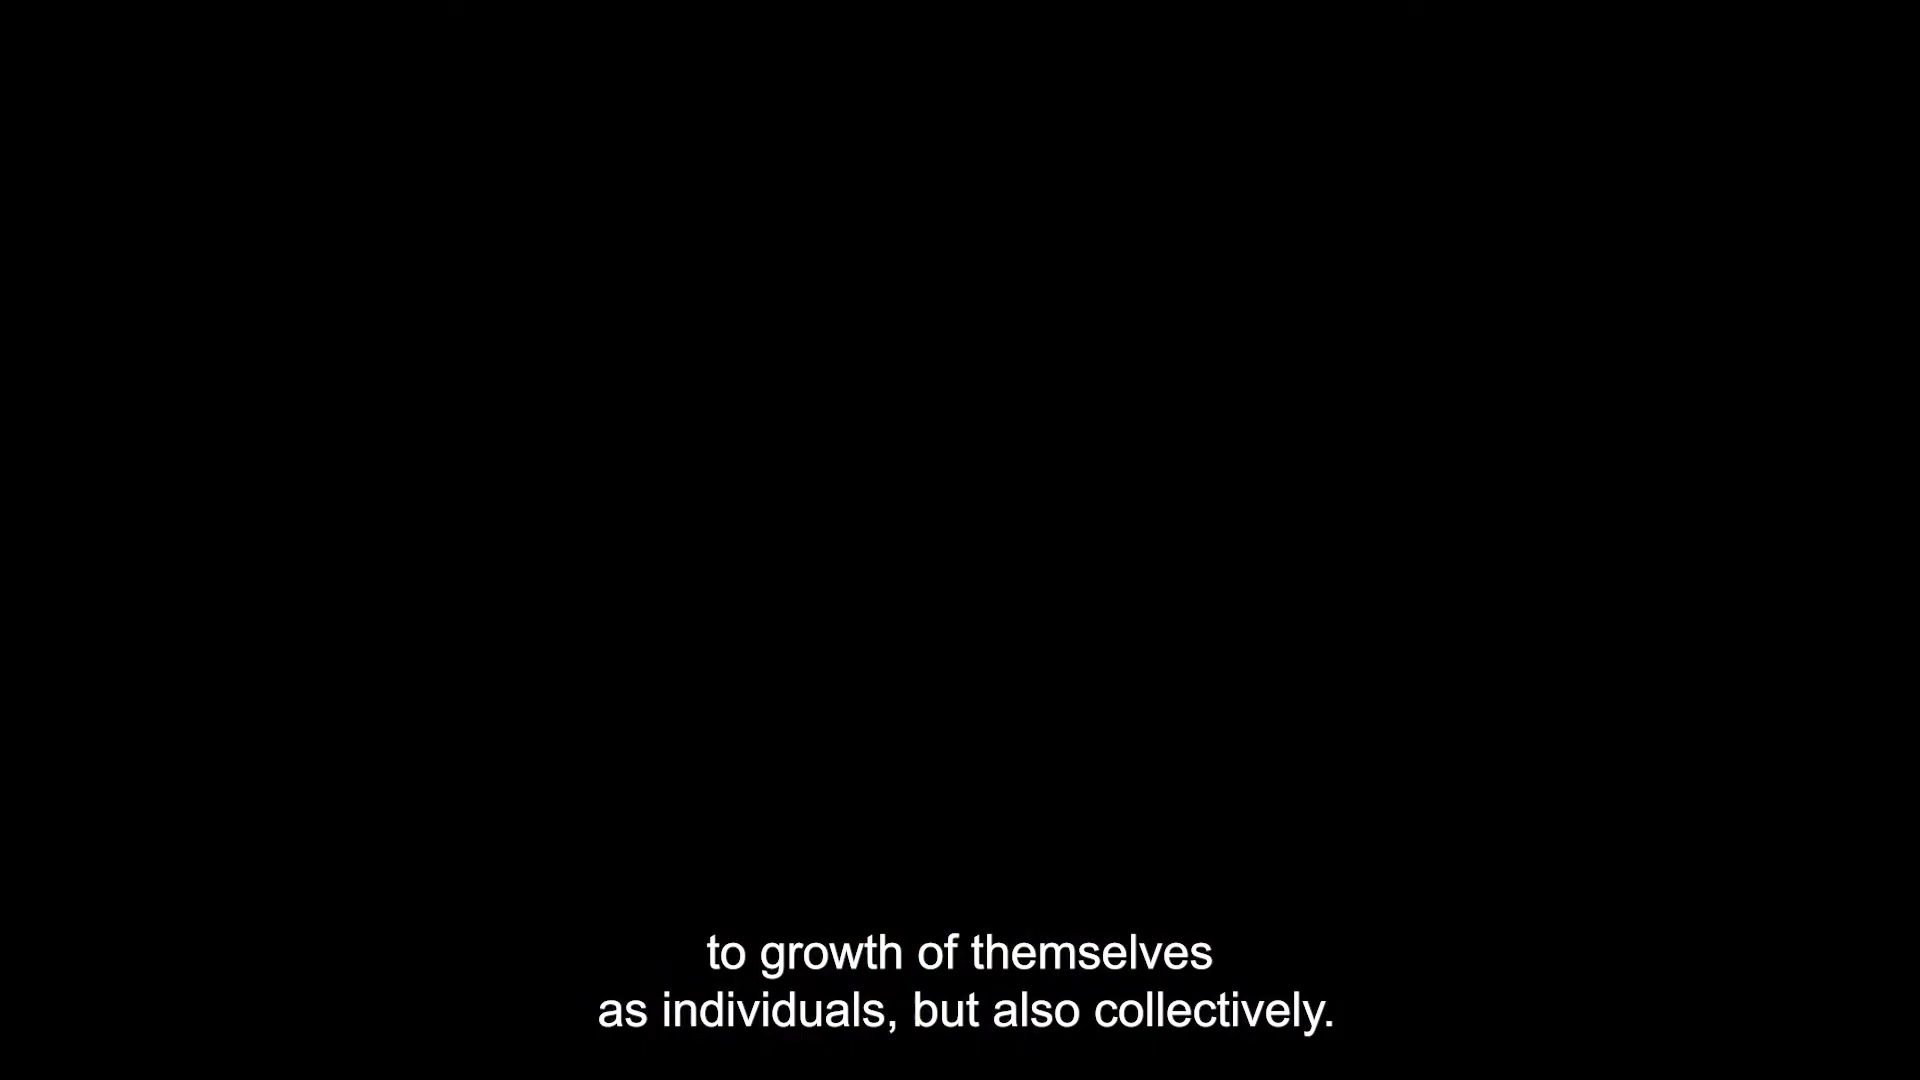 to growth of themselves
as individuals, but also collectively.